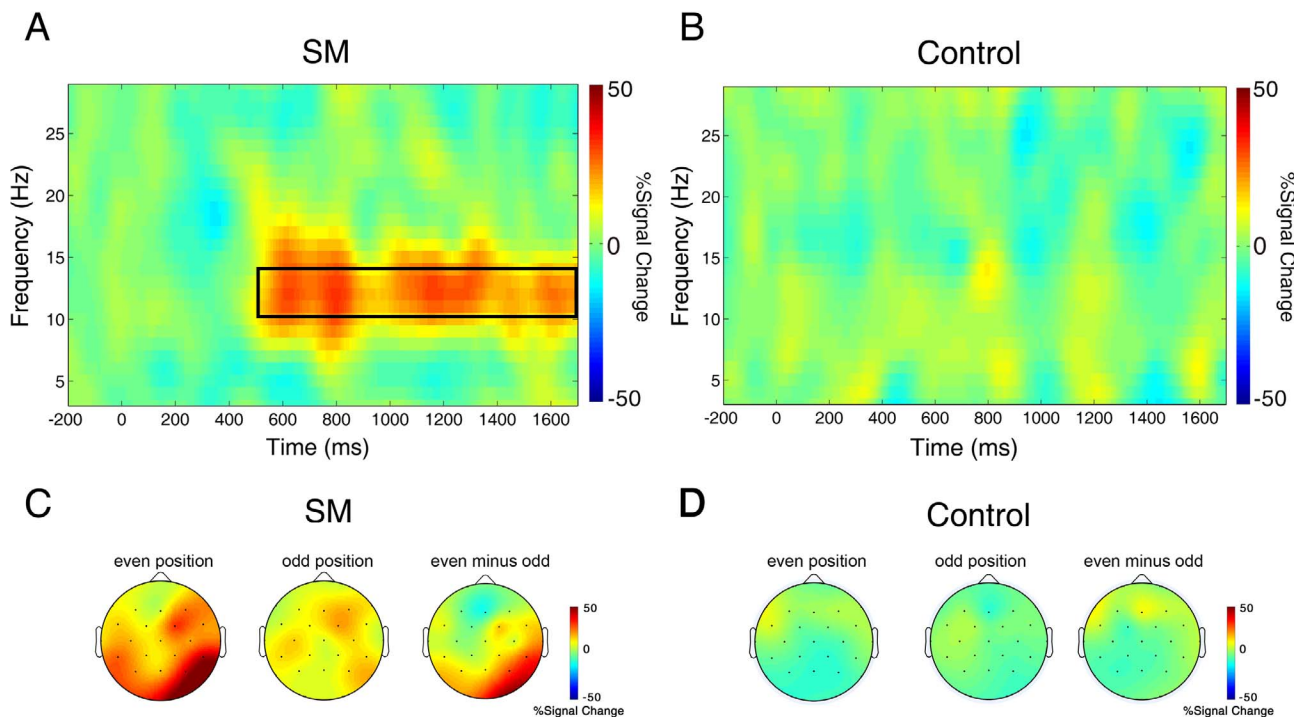 A
SM
B
Control
Frequency (Hz)
25
20
15
10
5
-200 0 200 400 600 800 1000 1200 1400 1600
Time (ms)
50
0
-50
%Signal Change
Frequency (Hz)
25
20
15
10
5
-200 0 200 400 600 800 1000 1200 1400 1600
Time (ms)
50
0
-50
%Signal Change
C
SM
even position odd position even minus odd
50
25
0
-25
-50
%Signal Change
D
Control
even position odd position even minus odd
50
25
0
-25
-50
%Signal Change